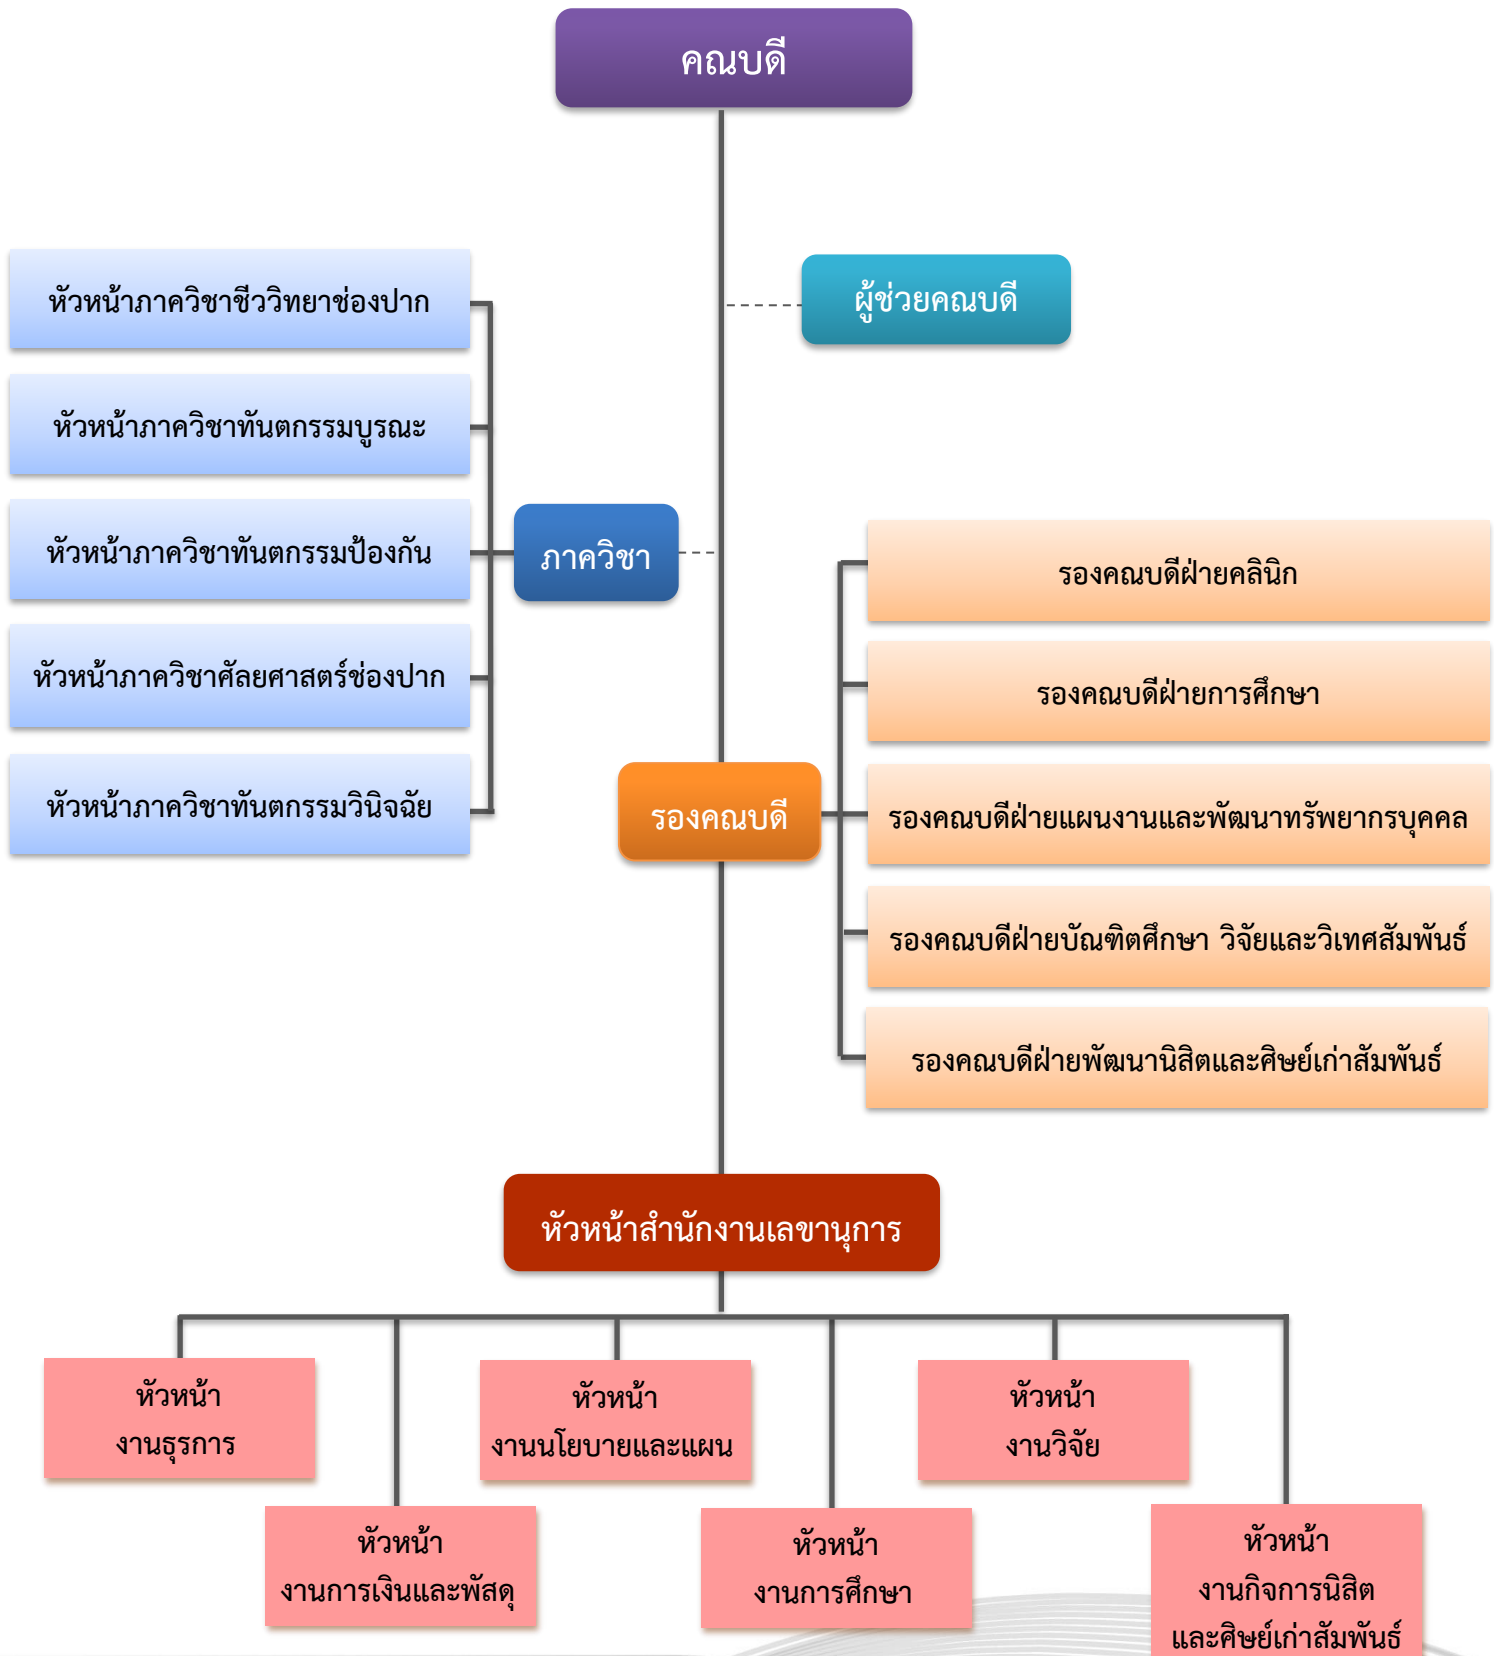 คณบดี
ผู้ช่วยคณบดี
หัวหน้าภาควิชาชีววิทยาช่องปาก
หัวหน้าภาควิชาทันตกรรมบูรณะ
หัวหน้าภาควิชาทันตกรรมป้องกัน
หัวหน้าภาควิชาศัลยศาสตร์ช่องปาก
หัวหน้าภาควิชาทันตกรรมวินิจฉัย
ภาควิชา
รองคณบดี
รองคณบดีฝ่ายคลินิก
รองคณบดีฝ่ายการศึกษา
รองคณบดีฝ่ายแผนงานและพัฒนาทรัพยากรบุคคล
รองคณบดีฝ่ายบัณฑิตศึกษา วิจัยและวิเทศสัมพันธ์
รองคณบดีฝ่ายพัฒนานิสิตและศิษย์เก่าสัมพันธ์
หัวหน้าสำนักงานเลขานุการ
หัวหน้า
งานธุรการ
หัวหน้า
งานการเงินและพัสดุ
หัวหน้า
งานนโยบายและแผน
หัวหน้า
งานการศึกษา
หัวหน้า
งานวิจัย
หัวหน้า
งานกิจการนิสิต
และศิษย์เก่าสัมพันธ์